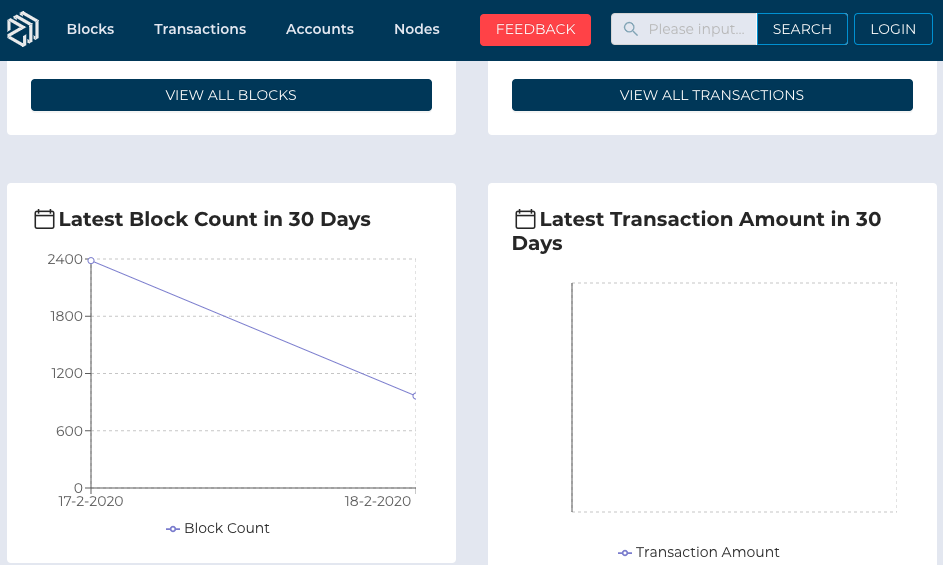 Blocks Transactions Accounts Nodes FEEDBACK Please input... SEARCH LOGIN
VIEW ALL BLOCKS
VIEW ALL TRANSACTIONS
Latest Block Count in 30 Days
2400
1800
1200
600
0
17-2-2020 18-2-2020
Block Count
Latest Transaction Amount in 30
Days
Transaction Amount